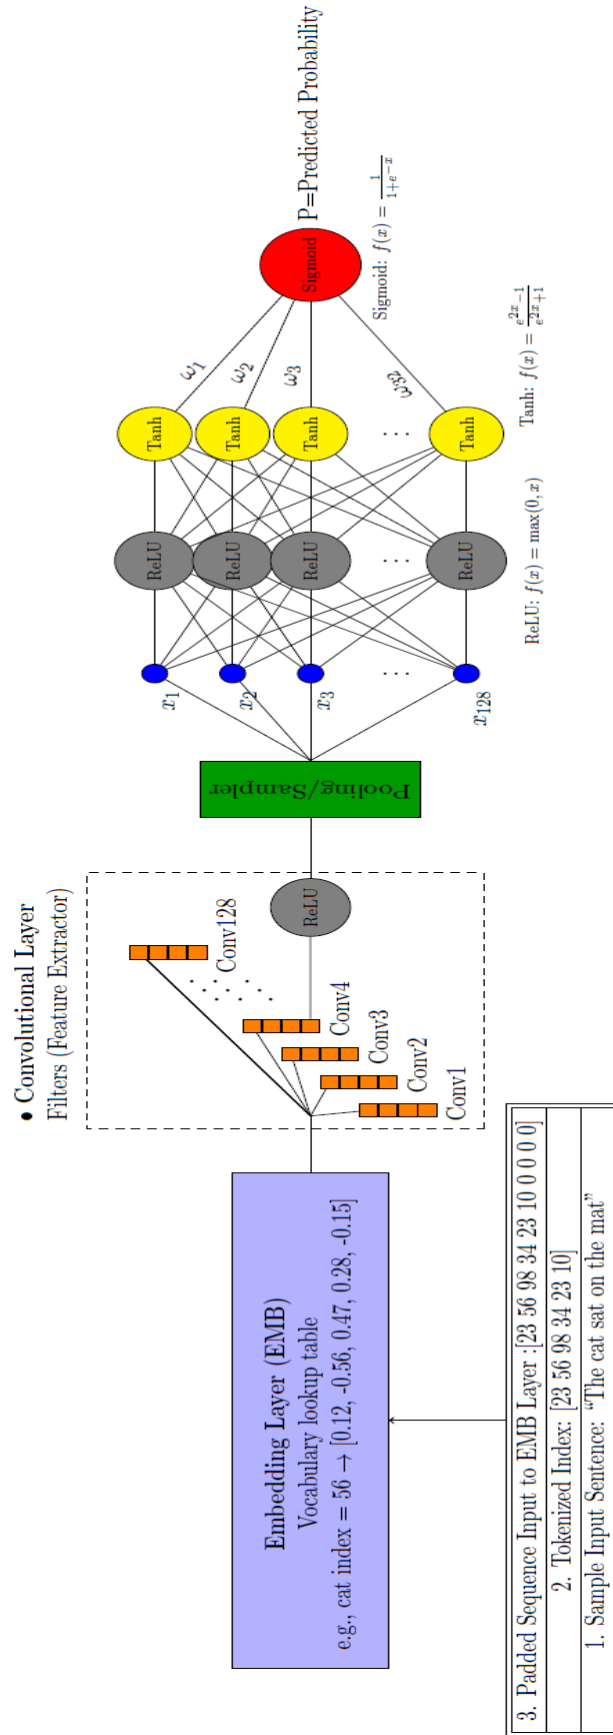 • Convolutional Layer
Filters (Feature Extractor)
Conv1
Conv2
Conv3
Conv4
Conv128
ReLU
Embedding Layer (EMB)
Vocabulary lookup table
e.g., cat index = 56 → [0.12, -0.56, 0.47, 0.28, -0.15]
3. Padded Sequence Input to EMB Layer :[23 56 98 34 23 10 0 0 0 0]
2. Tokenized Index: [23 56 98 34 23 10]
1. Sample Input Sentence: “The cat sat on the mat”
Pooling/Sampler
x₁
x₂
x₃
⋮
x₁₂₈
ReLU
ReLU
ReLU
⋮
ReLU
ReLU: f(x) = max(0, x)
Tanh
Tanh
Tanh
⋮
Tanh
Tanh: f(x) = (e^{2x}−1)/(e^{2x}+1)
ω₁
ω₂
ω₃
ω₃₂
Sigmoid
Sigmoid: f(x) = 1/(1+e^{−x})
P=Predicted Probability